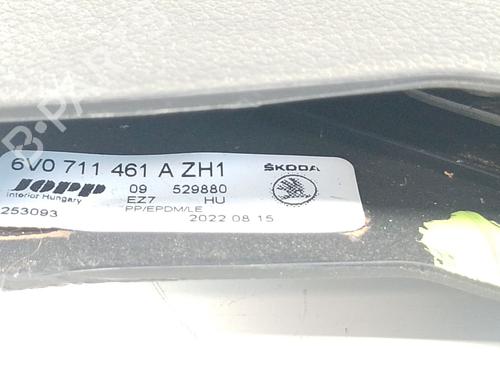 B-PARTS
6V0 711 461 A ZH1
JOPP
Interior Hungary
09 529880
EZ7 HU
253093
PP/EPDM/LE
2022 08 15
ŠKODA